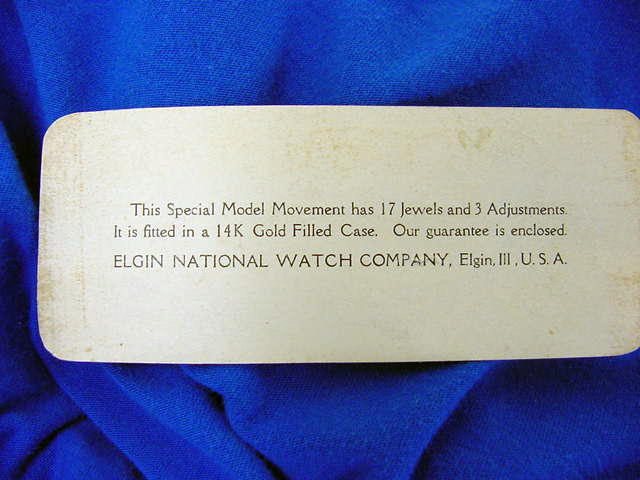 This Special Model Movement has 17 Jewels and 3 Adjustments.
It is fitted in a 14K Gold Filled Case. Our guarantee is enclosed.
ELGIN NATIONAL WATCH COMPANY, Elgin, Ill., U. S. A.